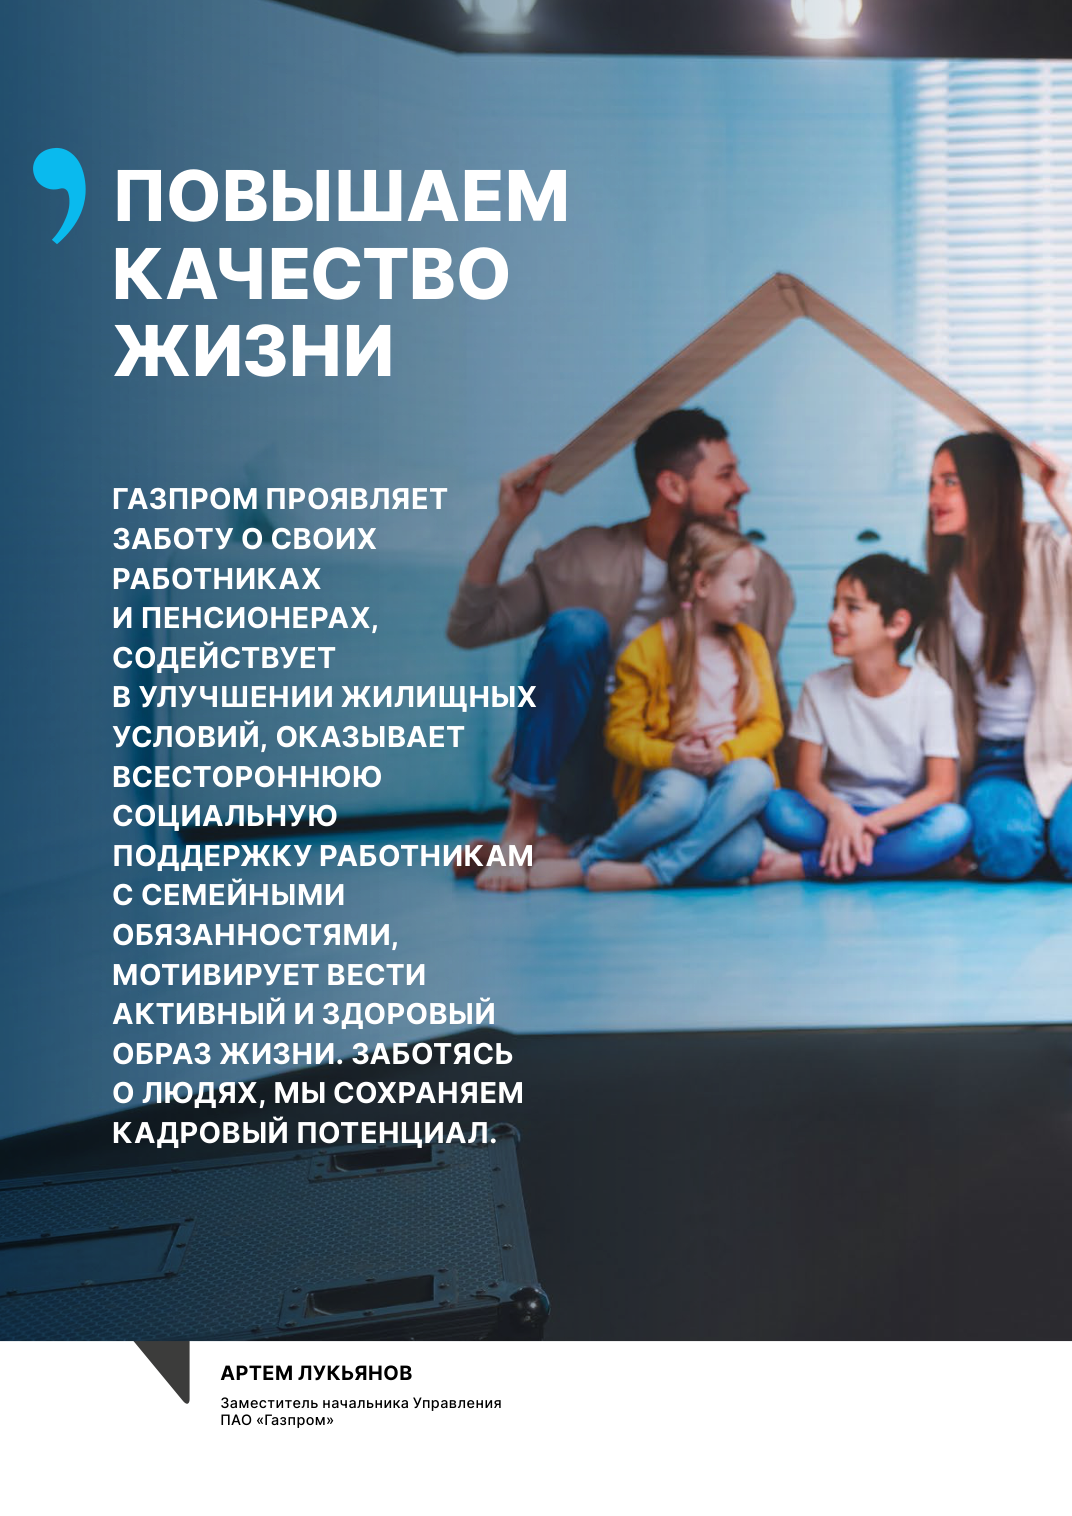 ПОВЫШАЕМ
КАЧЕСТВО
ЖИЗНИ
ГАЗПРОМ ПРОЯВЛЯЕТ
ЗАБОТУ О СВОИХ
РАБОТНИКАХ
И ПЕНСИОНЕРАХ,
СОДЕЙСТВУЕТ
В УЛУЧШЕНИИ ЖИЛИЩНЫХ
УСЛОВИЙ, ОКАЗЫВАЕТ
ВСЕСТОРОННЮЮ
СОЦИАЛЬНУЮ
ПОДДЕРЖКУ РАБОТНИКАМ
С СЕМЕЙНЫМИ
ОБЯЗАННОСТЯМИ,
МОТИВИРУЕТ ВЕСТИ
АКТИВНЫЙ И ЗДОРОВЫЙ
ОБРАЗ ЖИЗНИ. ЗАБОТЯСЬ
О ЛЮДЯХ, МЫ СОХРАНЯЕМ
КАДРОВЫЙ ПОТЕНЦИАЛ.
АРТЕМ ЛУКЬЯНОВ
Заместитель начальника Управления
ПАО «Газпром»